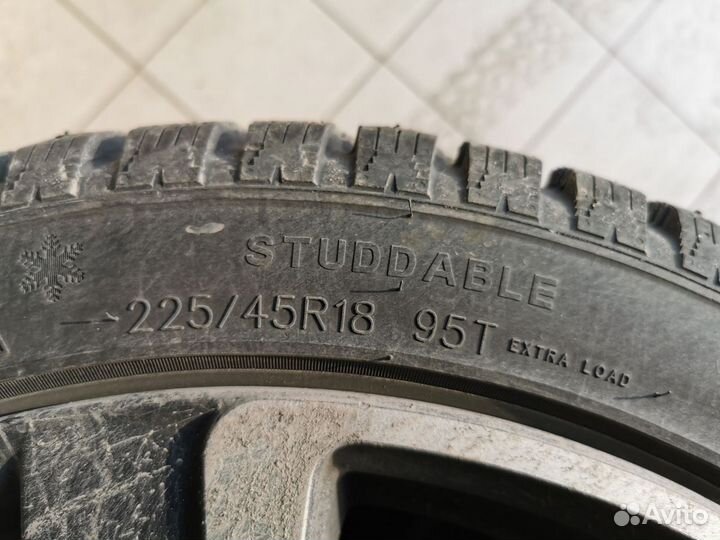 STUDDABLE
225/45R18 95T EXTRA LOAD
Avito